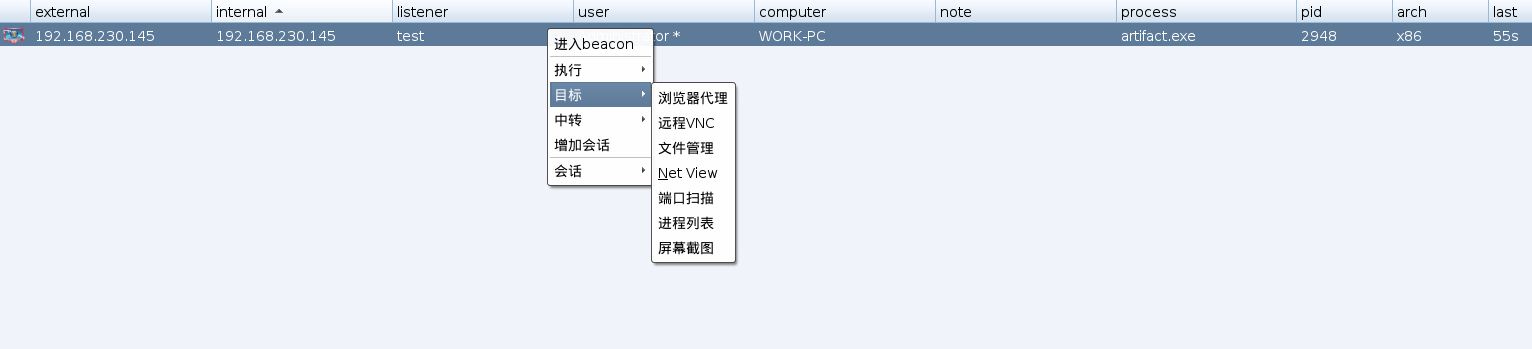 external internal listener user computer note process pid arch last
192.168.230.145 192.168.230.145 test tor * WORK-PC artifact.exe 2948 x86 55s
进入beacon
执行
目标
中转
增加会话
会话
浏览器代理
远程VNC
文件管理
Net View
端口扫描
进程列表
屏幕截图